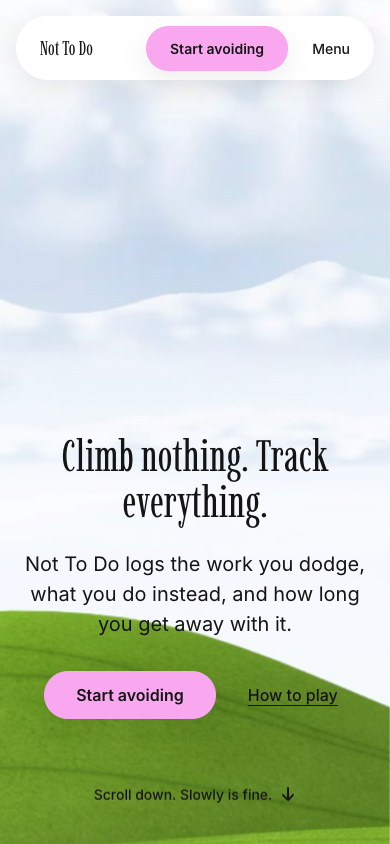 Not To Do
Start avoiding
Menu
Climb nothing. Track
everything.
Not To Do logs the work you dodge,
what you do instead, and how long
you get away with it.
Start avoiding
How to play
Scroll down. Slowly is fine. ↓